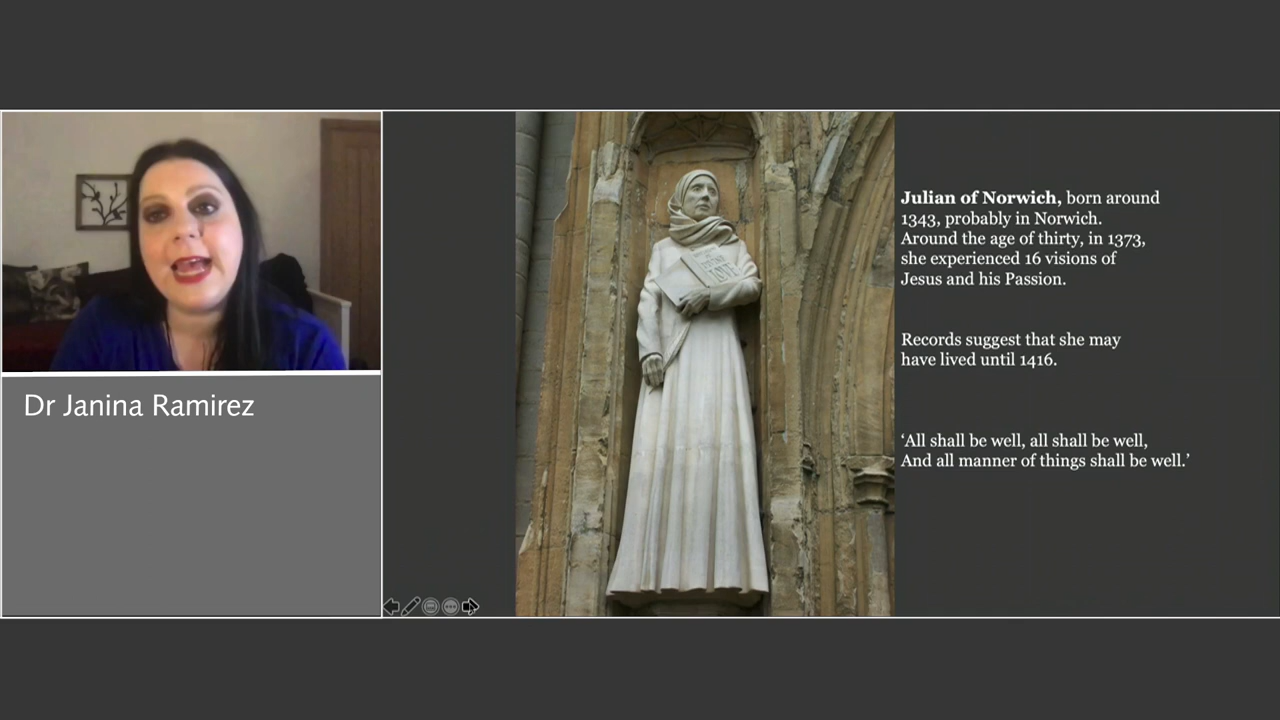 Dr Janina Ramirez
Julian of Norwich, born around
1343, probably in Norwich.
Around the age of thirty, in 1373,
she experienced 16 visions of
Jesus and his Passion.
Records suggest that she may
have lived until 1416.
‘All shall be well, all shall be well,
And all manner of things shall be well.’
LOVE